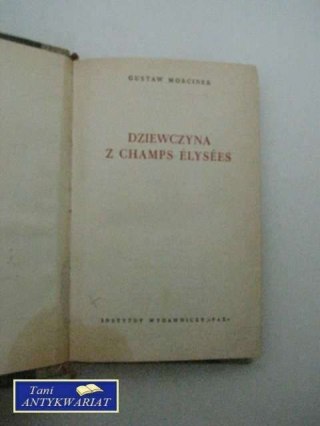 GUSTAW MORCINEK
DZIEWCZYNA
Z CHAMPS ÉLYSÉES
INSTYTUT WYDAWNICZY „PAX"
Tani
ANTYKWARIAT